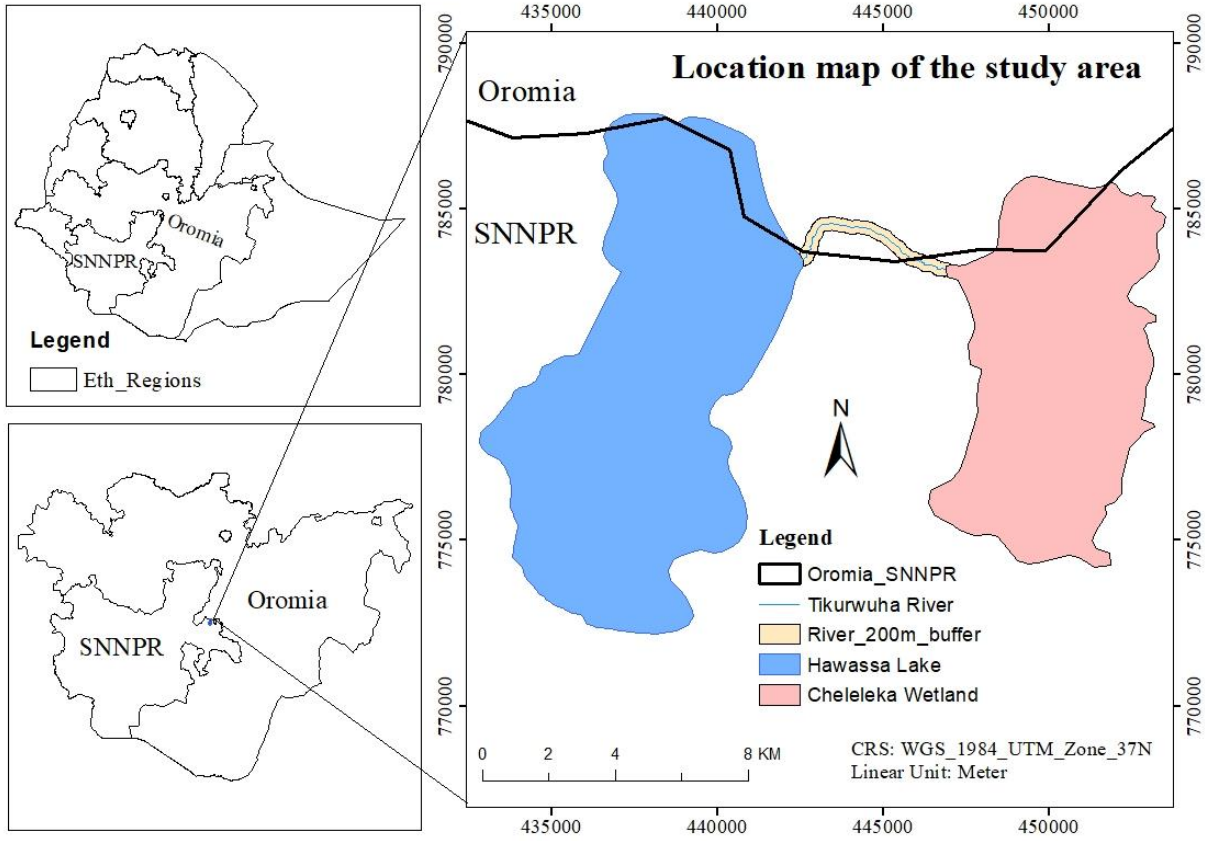 Oromia
SNNPR
Legend
Eth_Regions
Oromia
SNNPR
435000 440000 445000 450000
Location map of the study area
Oromia
SNNPR
790000
785000
780000
775000
770000
790000
785000
780000
775000
770000
N
Legend
Oromia_SNNPR
Tikurwuha River
River_200m_buffer
Hawassa Lake
Cheleleka Wetland
0 2 4 8 KM
CRS: WGS_1984_UTM_Zone_37N
Linear Unit: Meter
435000 440000 445000 450000